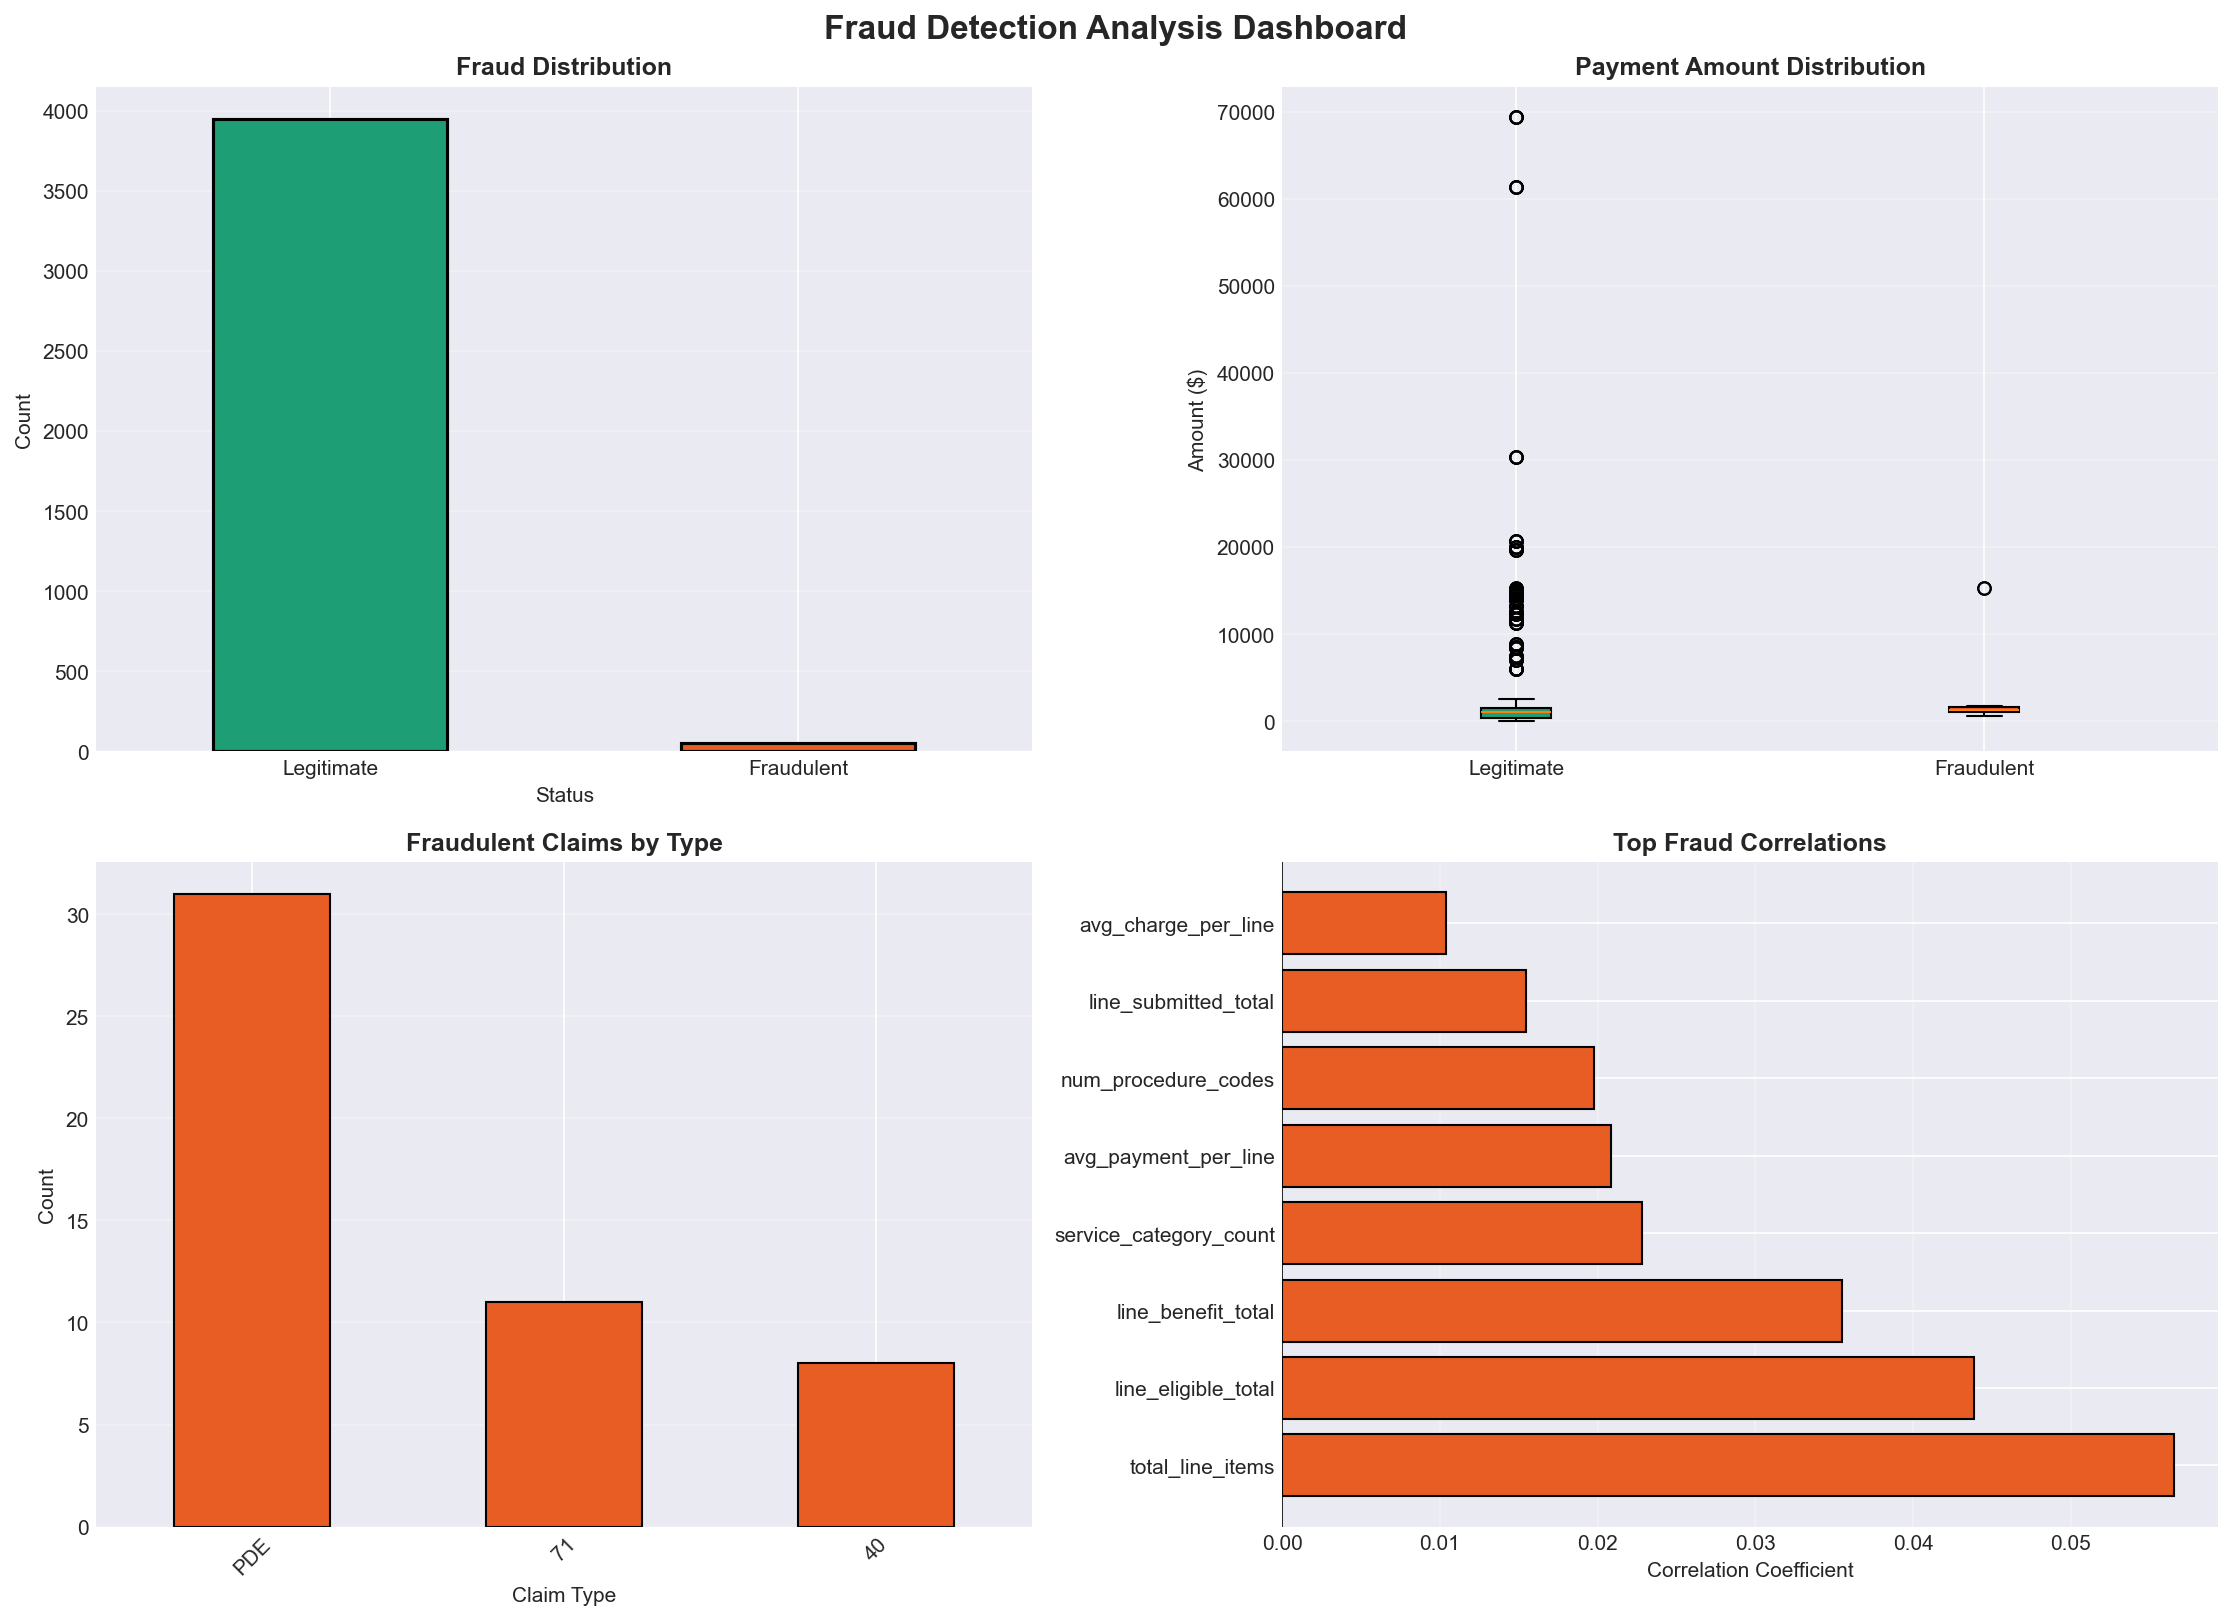 Fraud Detection Analysis Dashboard
Fraud Distribution
4000
3500
3000
2500
2000
1500
1000
500
0
Count
Legitimate
Fraudulent
Status
Payment Amount Distribution
70000
60000
50000
40000
30000
20000
10000
0
Amount ($)
Legitimate
Fraudulent
Fraudulent Claims by Type
30
25
20
15
10
5
0
Count
PDE
71
40
Claim Type
Top Fraud Correlations
avg_charge_per_line
line_submitted_total
num_procedure_codes
avg_payment_per_line
service_category_count
line_benefit_total
line_eligible_total
total_line_items
0.00
0.01
0.02
0.03
0.04
0.05
Correlation Coefficient